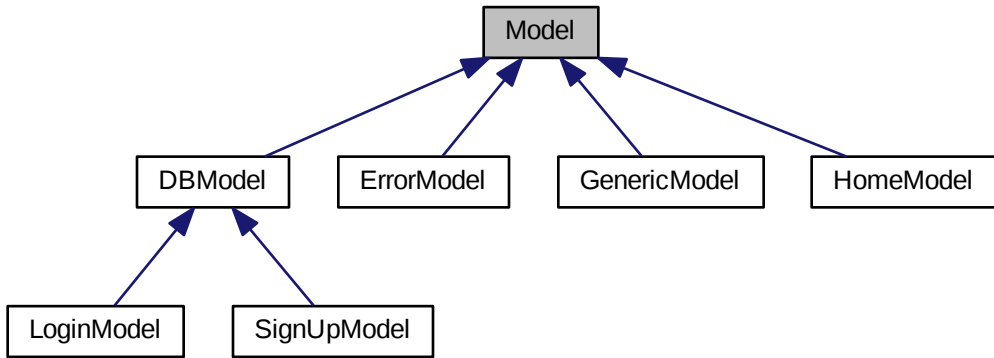 Model
DBModel
ErrorModel
GenericModel
HomeModel
LoginModel
SignUpModel